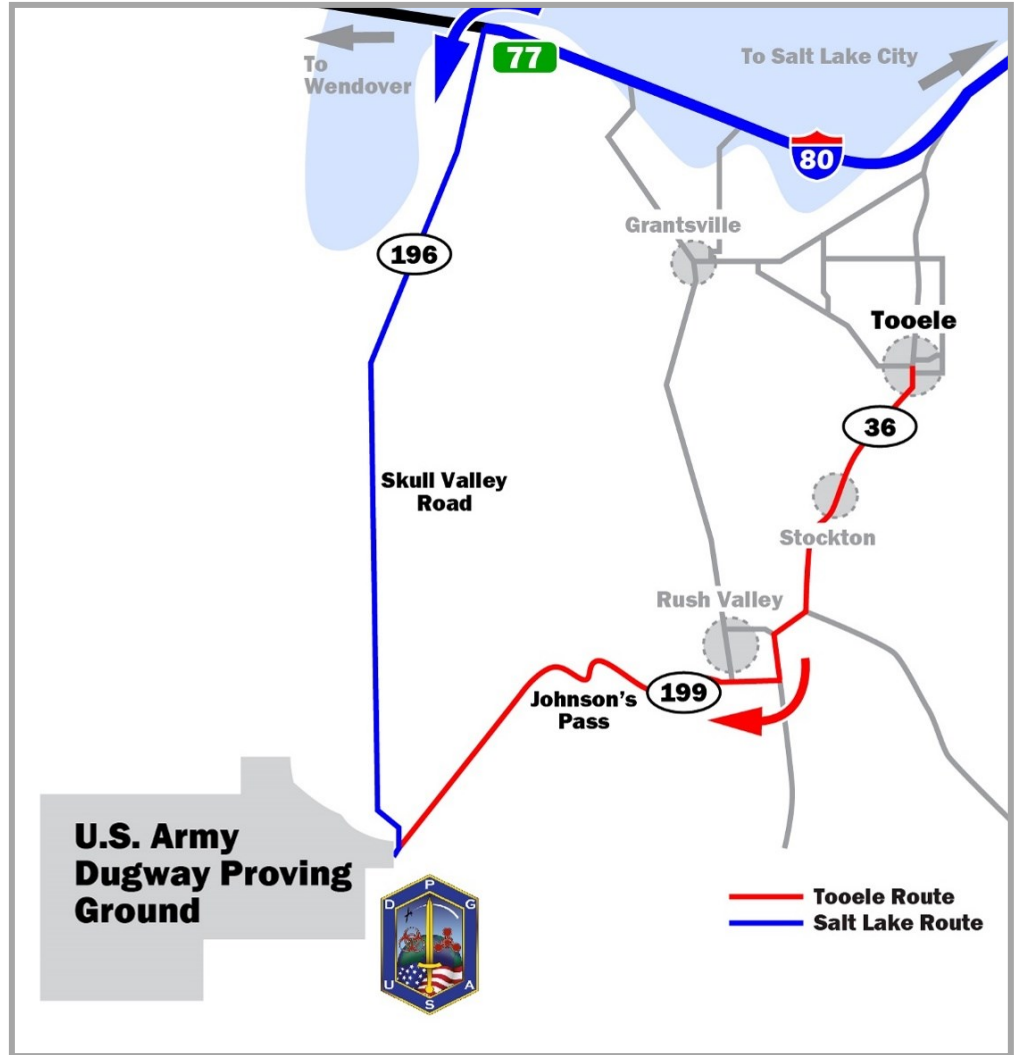 To
Wendover
77
To Salt Lake City
80
Grantsville
196
Tooele
36
Skull Valley
Road
Stockton
Rush Valley
Johnson's
Pass
199
U.S. Army
Dugway Proving
Ground
D P G
U S A
Tooele Route
Salt Lake Route